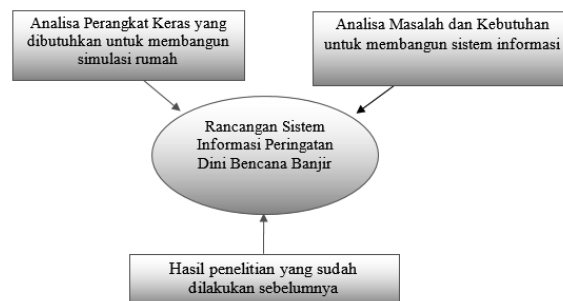 Analisa Perangkat Keras yang
dibutuhkan untuk membangun
simulasi rumah
Analisa Masalah dan Kebutuhan
untuk membangun sistem informasi
Rancangan Sistem
Informasi Peringatan
Dini Bencana Banjir
Hasil penelitian yang sudah
dilakukan sebelumnya